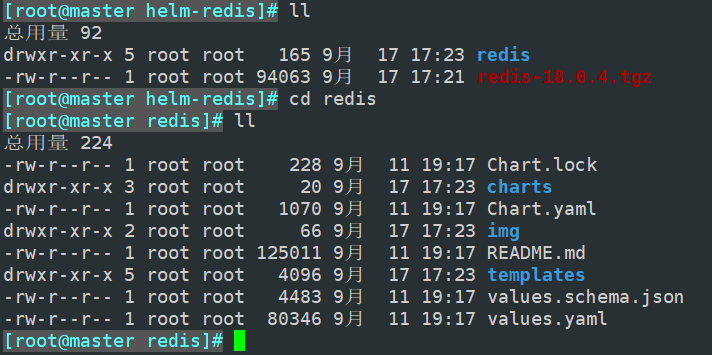 [root@master helm-redis]# ll
总用量 92
drwxr-xr-x 5 root root   165 9月  17 17:23 redis
-rw-r--r-- 1 root root 94063 9月  17 17:21 redis-18.0.4.tgz
[root@master helm-redis]# cd redis
[root@master redis]# ll
总用量 224
-rw-r--r-- 1 root root    228 9月  11 19:17 Chart.lock
drwxr-xr-x 3 root root     20 9月  17 17:23 charts
-rw-r--r-- 1 root root   1070 9月  11 19:17 Chart.yaml
drwxr-xr-x 2 root root     66 9月  17 17:23 img
-rw-r--r-- 1 root root 125011 9月  11 19:17 README.md
drwxr-xr-x 5 root root   4096 9月  17 17:23 templates
-rw-r--r-- 1 root root   4483 9月  11 19:17 values.schema.json
-rw-r--r-- 1 root root  80346 9月  11 19:17 values.yaml
[root@master redis]#